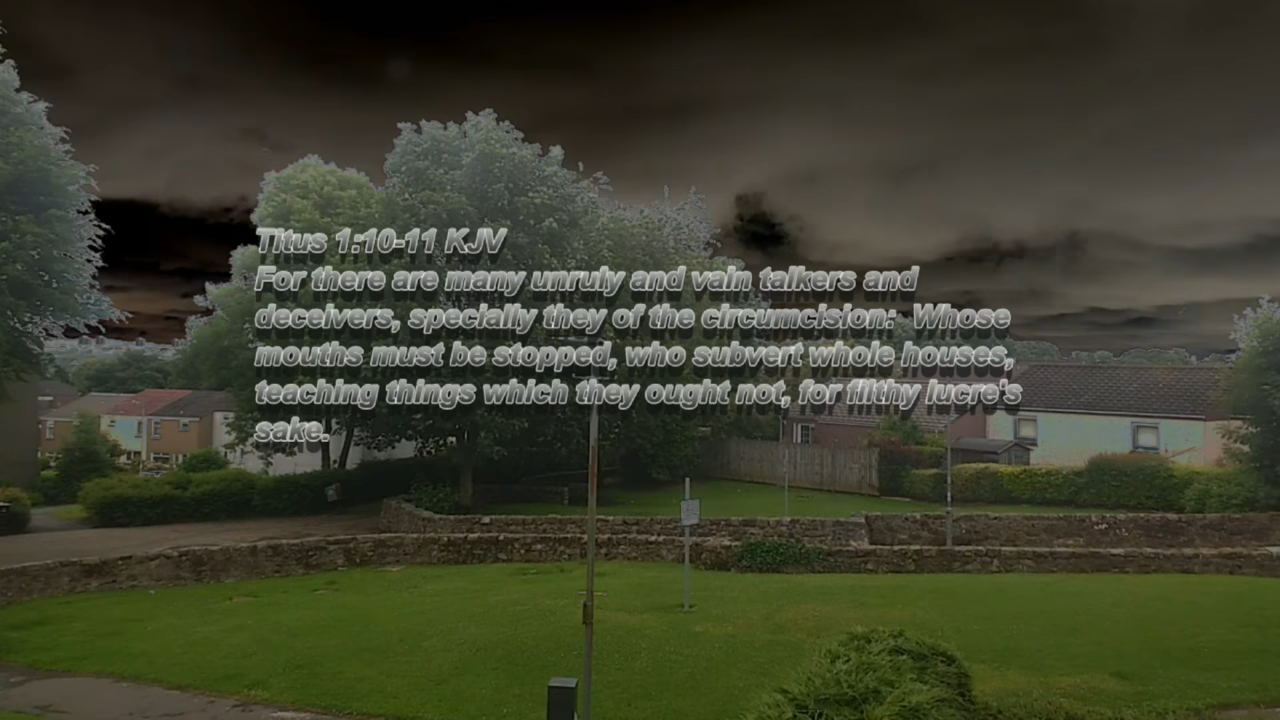 Titus 1:10-11 KJV
For there are many unruly and vain talkers and
deceivers, specially they of the circumcision:  Whose
mouths must be stopped, who subvert whole houses,
teaching things which they ought not, for filthy lucre's
sake.